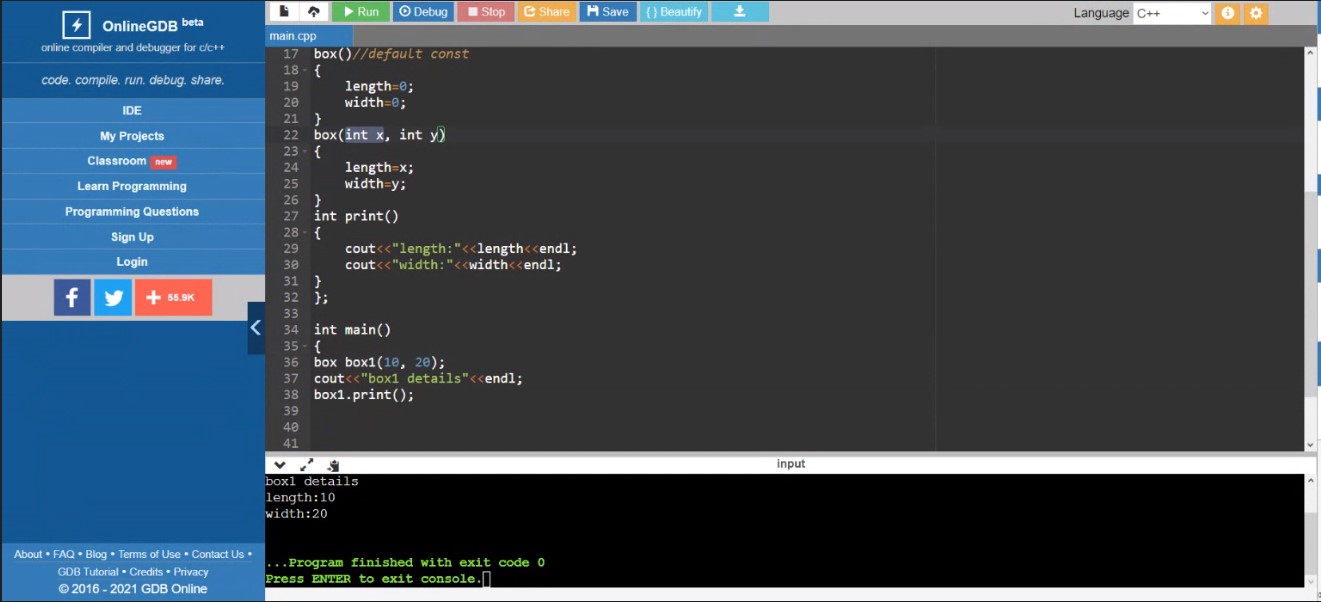 OnlineGDB beta
online compiler and debugger for c/c++
code. compile. run. debug. share.
IDE
My Projects
Classroom new
Learn Programming
Programming Questions
Sign Up
Login
f + 55.9K
About • FAQ • Blog • Terms of Use • Contact Us •
GDB Tutorial • Credits • Privacy
© 2016 - 2021 GDB Online
Run Debug Stop Share Save { } Beautify
Language C++
main.cpp
17 box()//default const
18 {
19 length=0;
20 width=0;
21 }
22 box(int x, int y)
23 {
24 length=x;
25 width=y;
26 }
27 int print()
28 {
29 cout<<"length:"<<length<<endl;
30 cout<<"width:"<<width<<endl;
31 }
32 };
33
34 int main()
35 {
36 box box1(10, 20);
37 cout<<"box1 details"<<endl;
38 box1.print();
39
40
41
input
box1 details
length:10
width:20
...Program finished with exit code 0
Press ENTER to exit console.